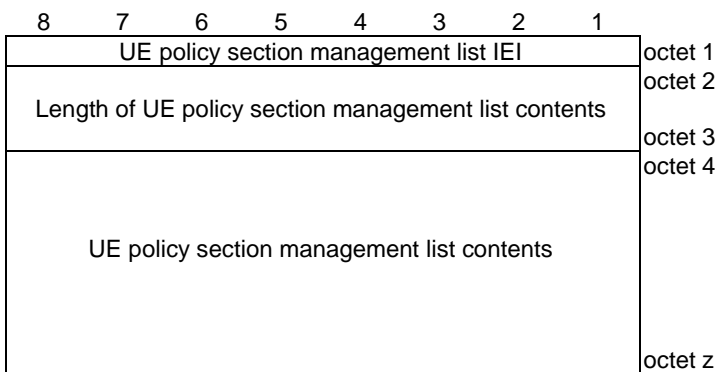 8 7 6 5 4 3 2 1
UE policy section management list IEI octet 1
octet 2
Length of UE policy section management list contents
octet 3
octet 4
UE policy section management list contents
octet z